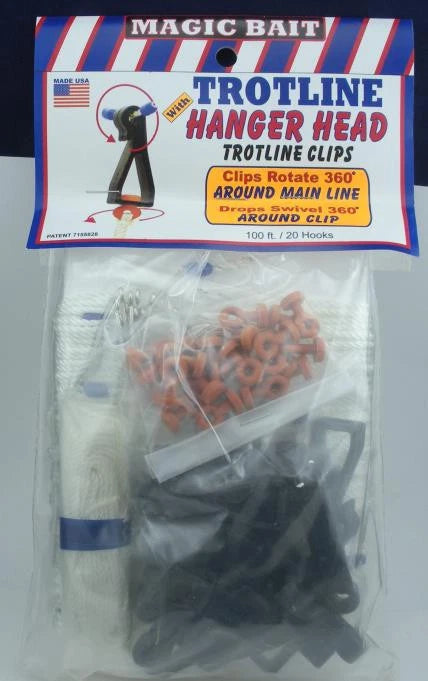 MAGIC BAIT
MADE USA
With
TROTLINE
HANGER HEAD
TROTLINE CLIPS
Clips Rotate 360°
AROUND MAIN LINE
Drops Swivel 360°
AROUND CLIP
100 ft. / 20 Hooks
PATENT 7155828